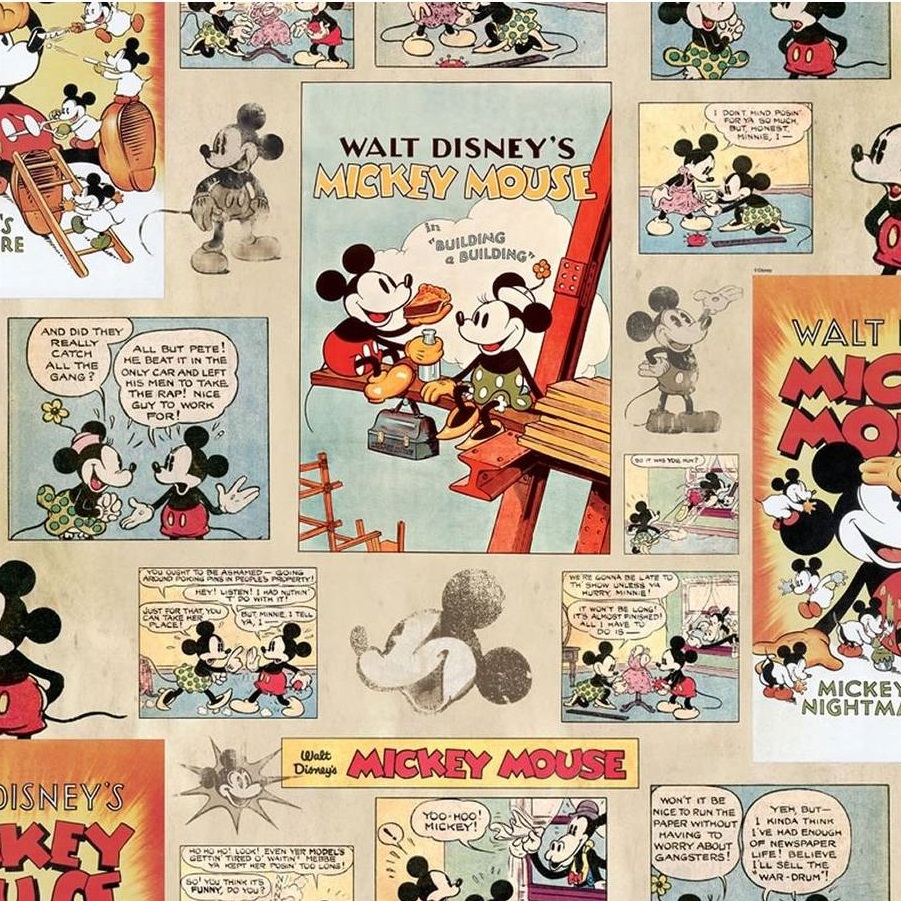 I DON'T MIND POSIN'
FOR YA SO MUCH,
BUT, HONEST,
MINNIE, I —
WALT DISNEY'S
MICKEY MOUSE
in
"BUILDING
a BUILDING"
'S
RE
© Disney
AND DID THEY
REALLY
CATCH
ALL THE
GANG?
ALL BUT PETE!
HE BEAT IT IN THE
ONLY CAR AND LEFT
HIS MEN TO TAKE
THE RAP! NICE
GUY TO WORK
FOR!
WALT
MIC
MO
SO IT WAS YOU, HUH?
YOU OUGHT TO BE ASHAMED — GOING
AROUND POKING PINS IN PEOPLE'S PROPERTY!
HEY! LISTEN! I HAD NUTHIN'
T' DO WITH IT!
JUST FOR THAT, YOU
CAN TAKE HER
PLACE!
BUT, MINNIE, I TELL
YA, I —
WE'RE GONNA BE LATE TO
TH' SHOW UNLESS YA
HURRY, MINNIE!
IT WON'T BE LONG!
IT'S ALMOST FINISHED!
ALL I HAVE TO
DO IS —
MICKEY
NIGHTMA
Walt
Disney's
MICKEY MOUSE
DISNEY'S
KEY
HO HO HO! LOOK! EVEN YER MODEL'S
GETTIN' TIRED O' WAITIN'! MEBBE
YA KEPT HER POSIN' TOO LONG!
SO! YOU THINK IT'S
FUNNY, DO YOU?
YOO-HOO!
MICKEY!
WON'T IT BE
NICE TO RUN THE
PAPER WITHOUT
HAVING TO
WORRY ABOUT
GANGSTERS!
YEH, BUT—
I KINDA THINK
I'VE HAD ENOUGH
OF NEWSPAPER
LIFE! BELIEVE
I'LL SELL THE
"WAR-DRUM"!